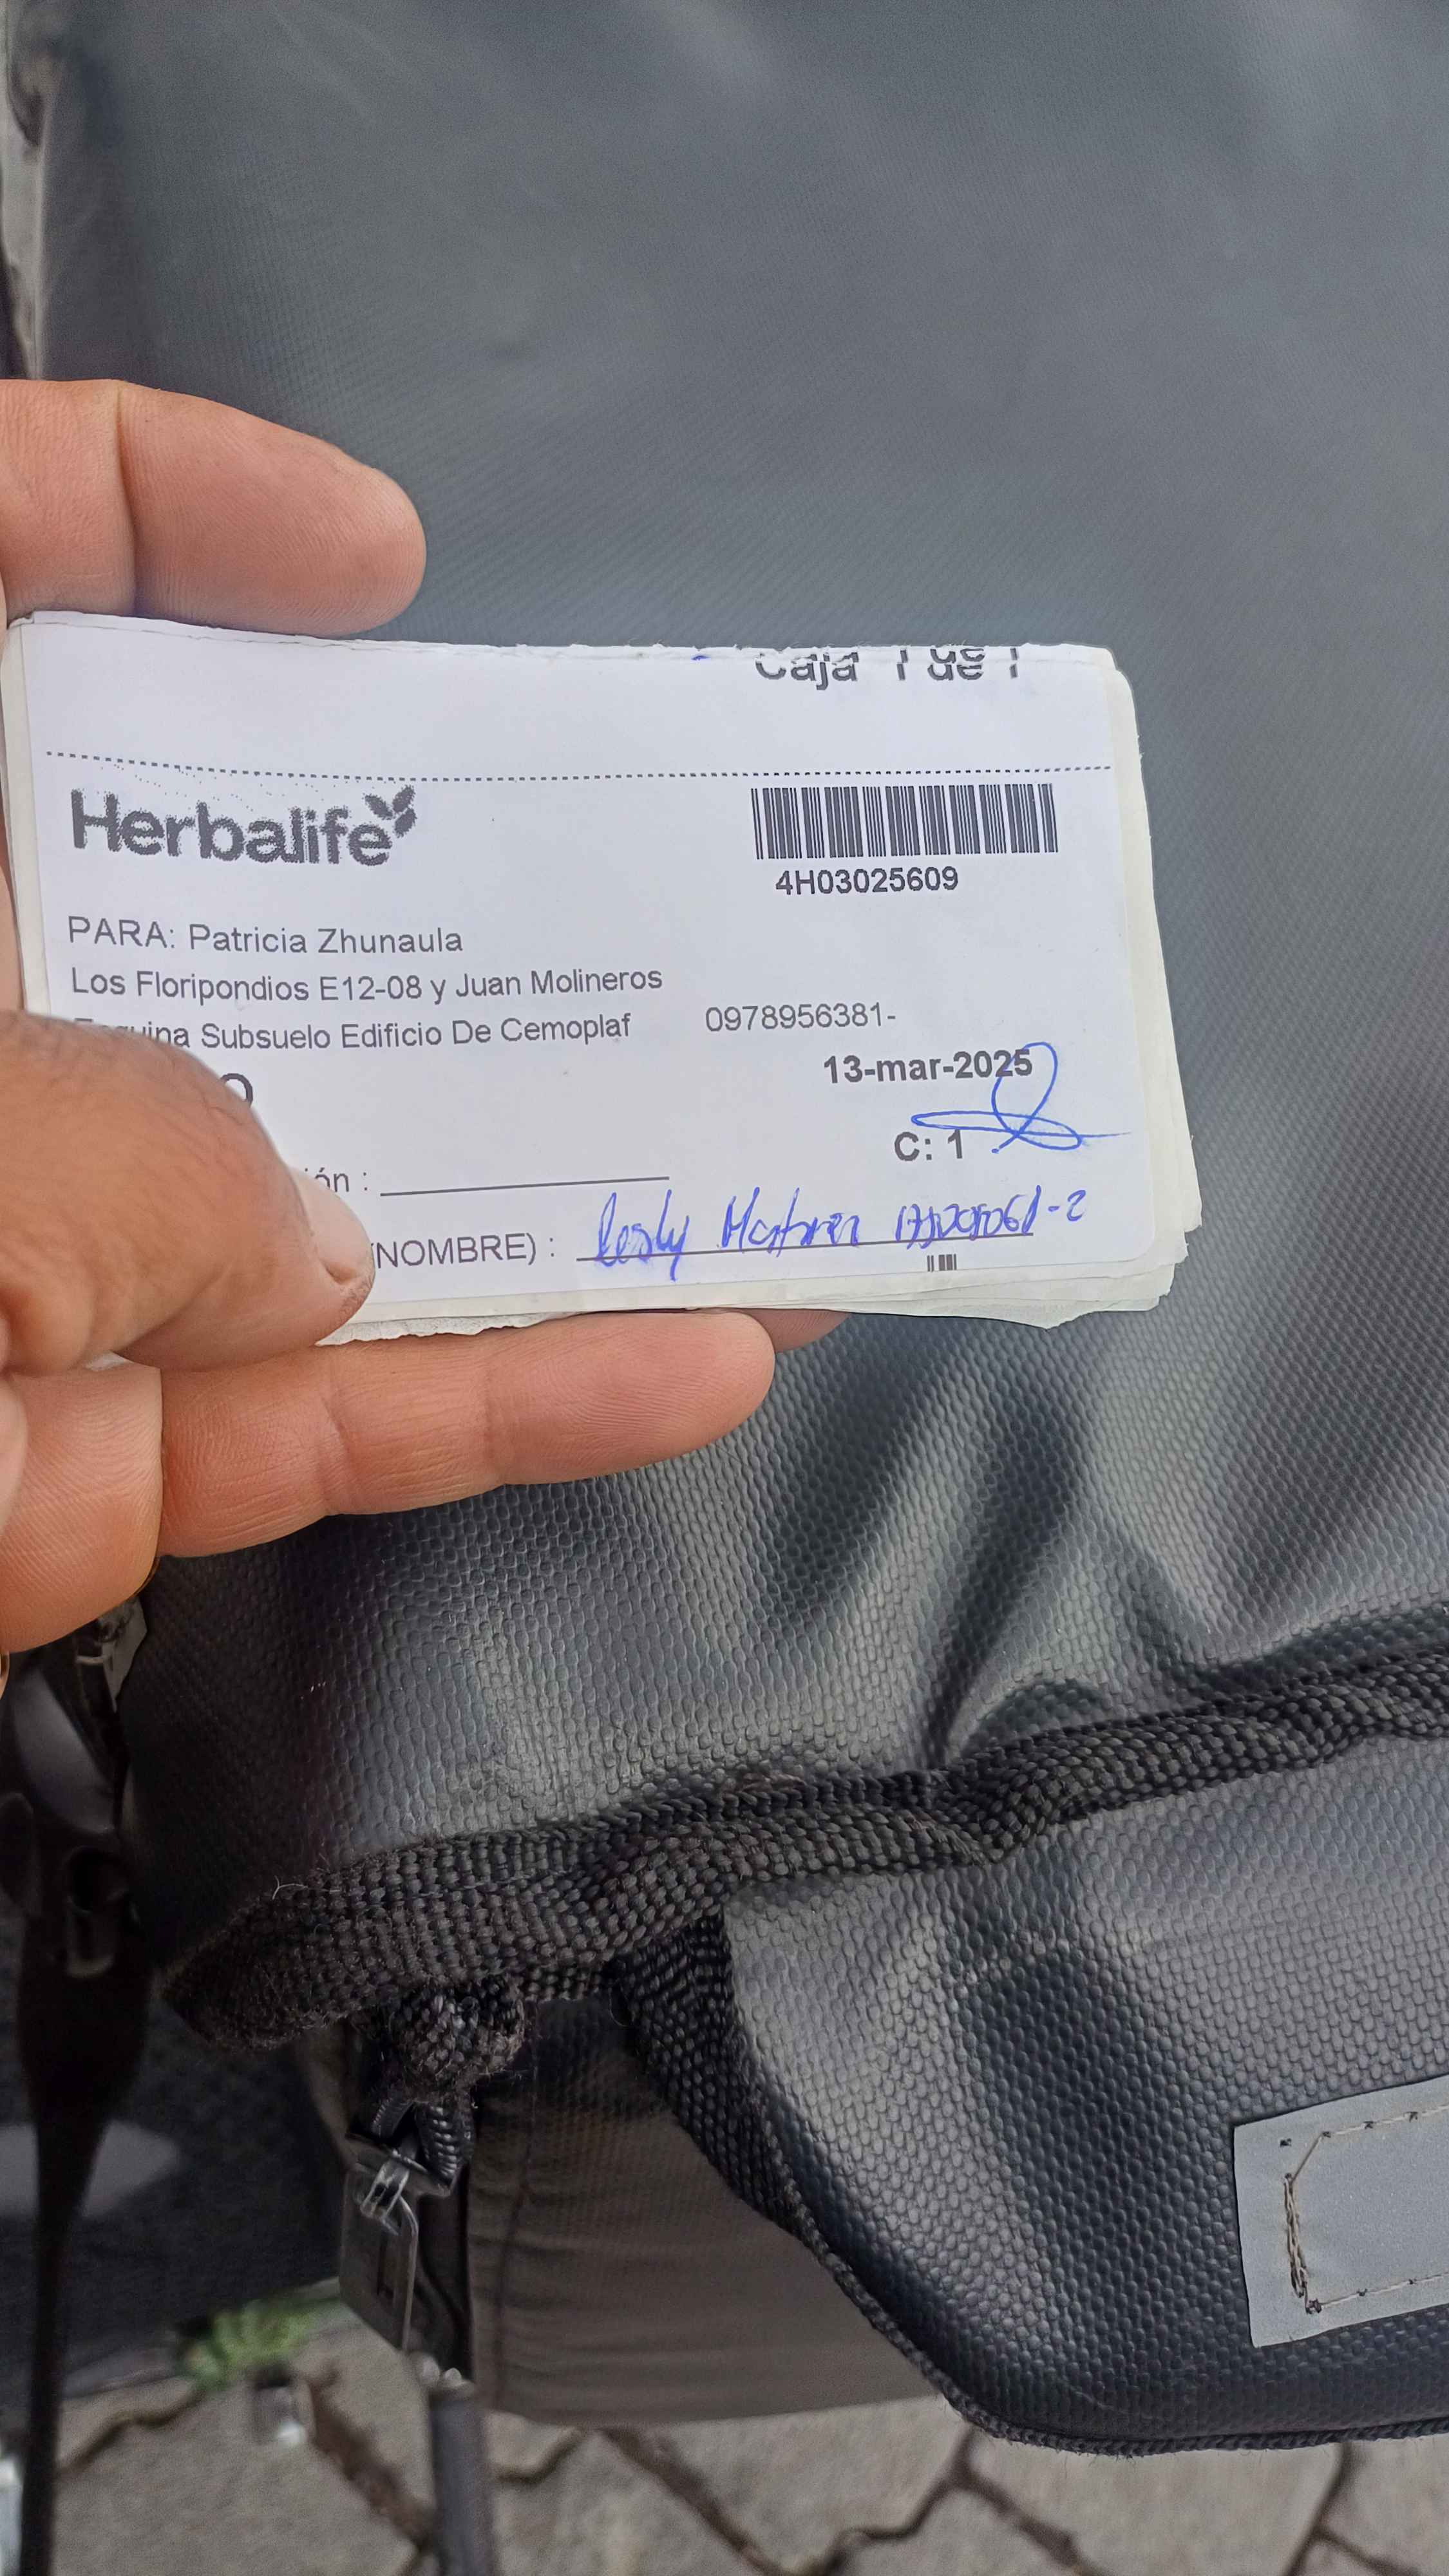 Caja 1 de 1
Herbalife
4H03025609
PARA: Patricia Zhunaula
Los Floripondios E12-08 y Juan Molineros
Subsuelo Edificio De Cemoplaf 0978956381-
13-mar-2025
C: 1
ón :
(NOMBRE) : Lesly